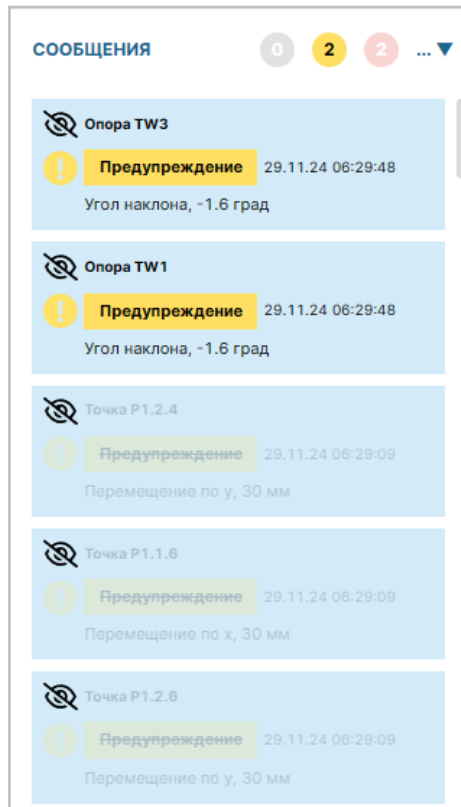 СООБЩЕНИЯ 0 2 2 ... ▼
Опора TW3
! Предупреждение 29.11.24 06:29:48
Угол наклона, -1.6 град
Опора TW1
! Предупреждение 29.11.24 06:29:48
Угол наклона, -1.6 град
Точка P1.2.4
! Предупреждение 29.11.24 06:29:09
Перемещение по y, 30 мм
Точка P1.1.6
! Предупреждение 29.11.24 06:29:09
Перемещение по x, 30 мм
Точка P1.2.6
! Предупреждение 29.11.24 06:29:09
Перемещение по y, 30 мм